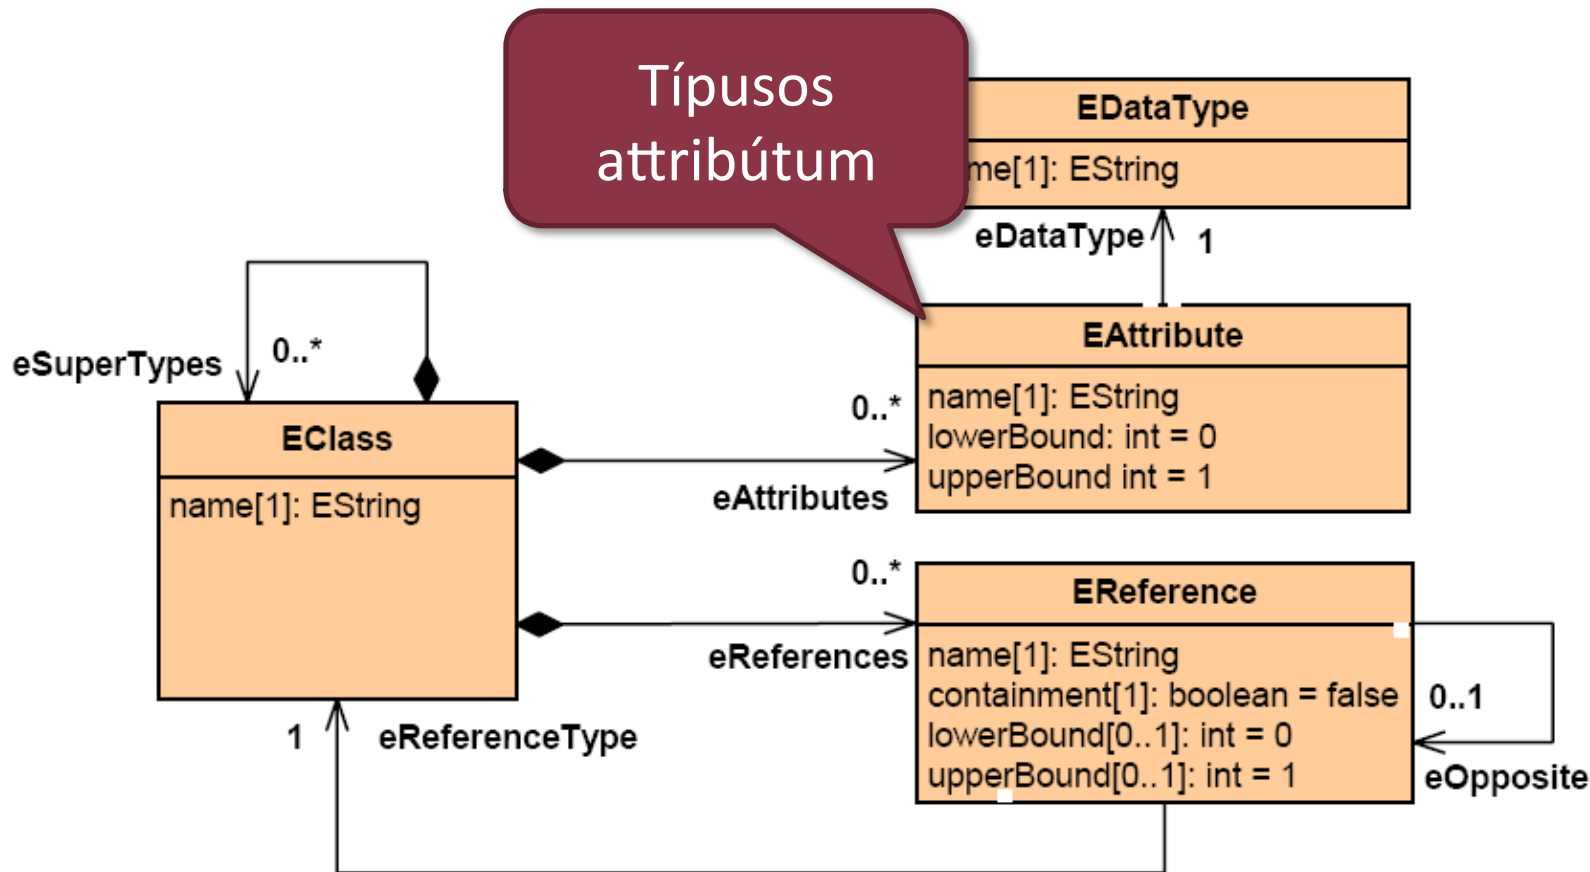 Típusos
attribútum
EDataType
me[1]: EString
eDataType
1
eSuperTypes
0..*
EClass
name[1]: EString
0..*
eAttributes
EAttribute
name[1]: EString
lowerBound: int = 0
upperBound int = 1
0..*
eReferences
EReference
name[1]: EString
containment[1]: boolean = false
lowerBound[0..1]: int = 0
upperBound[0..1]: int = 1
0..1
eOpposite
1
eReferenceType